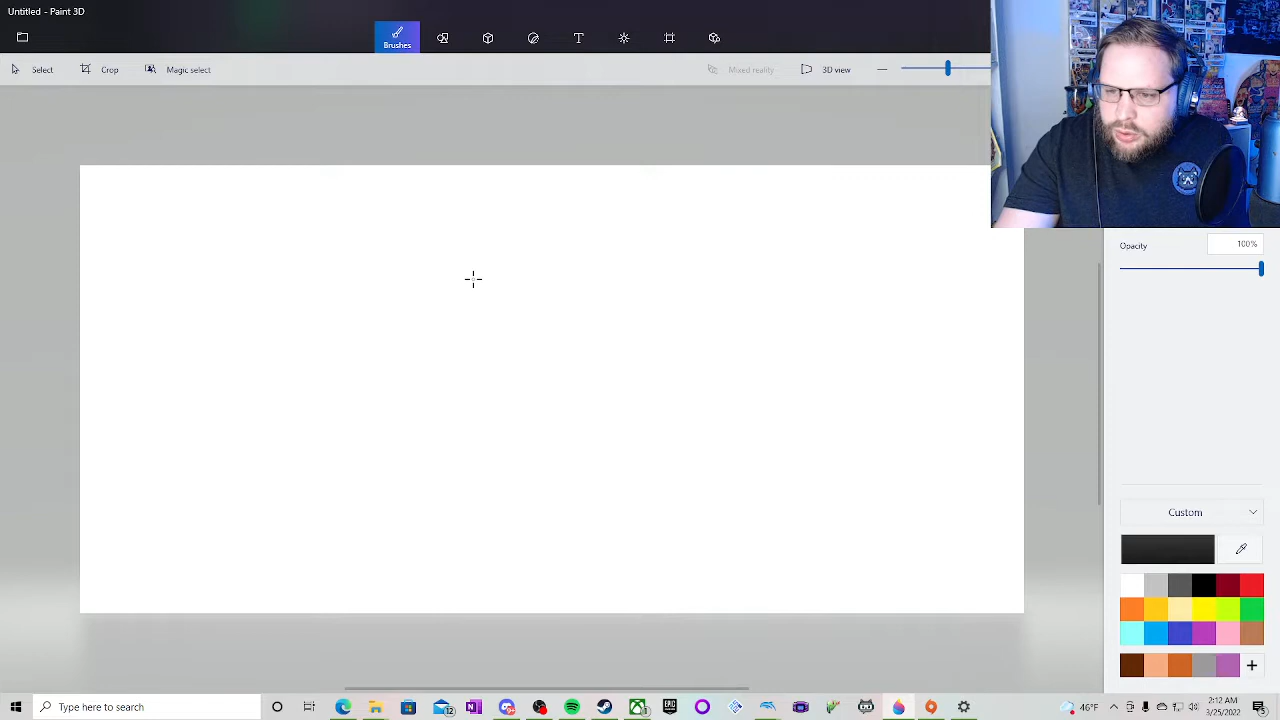 Untitled - Paint 3D
Brushes
Select Crop Magic select Mixed reality 3D view
Opacity 100%
Custom
Type here to search
12
46°F
2:12 AM
3/25/2022